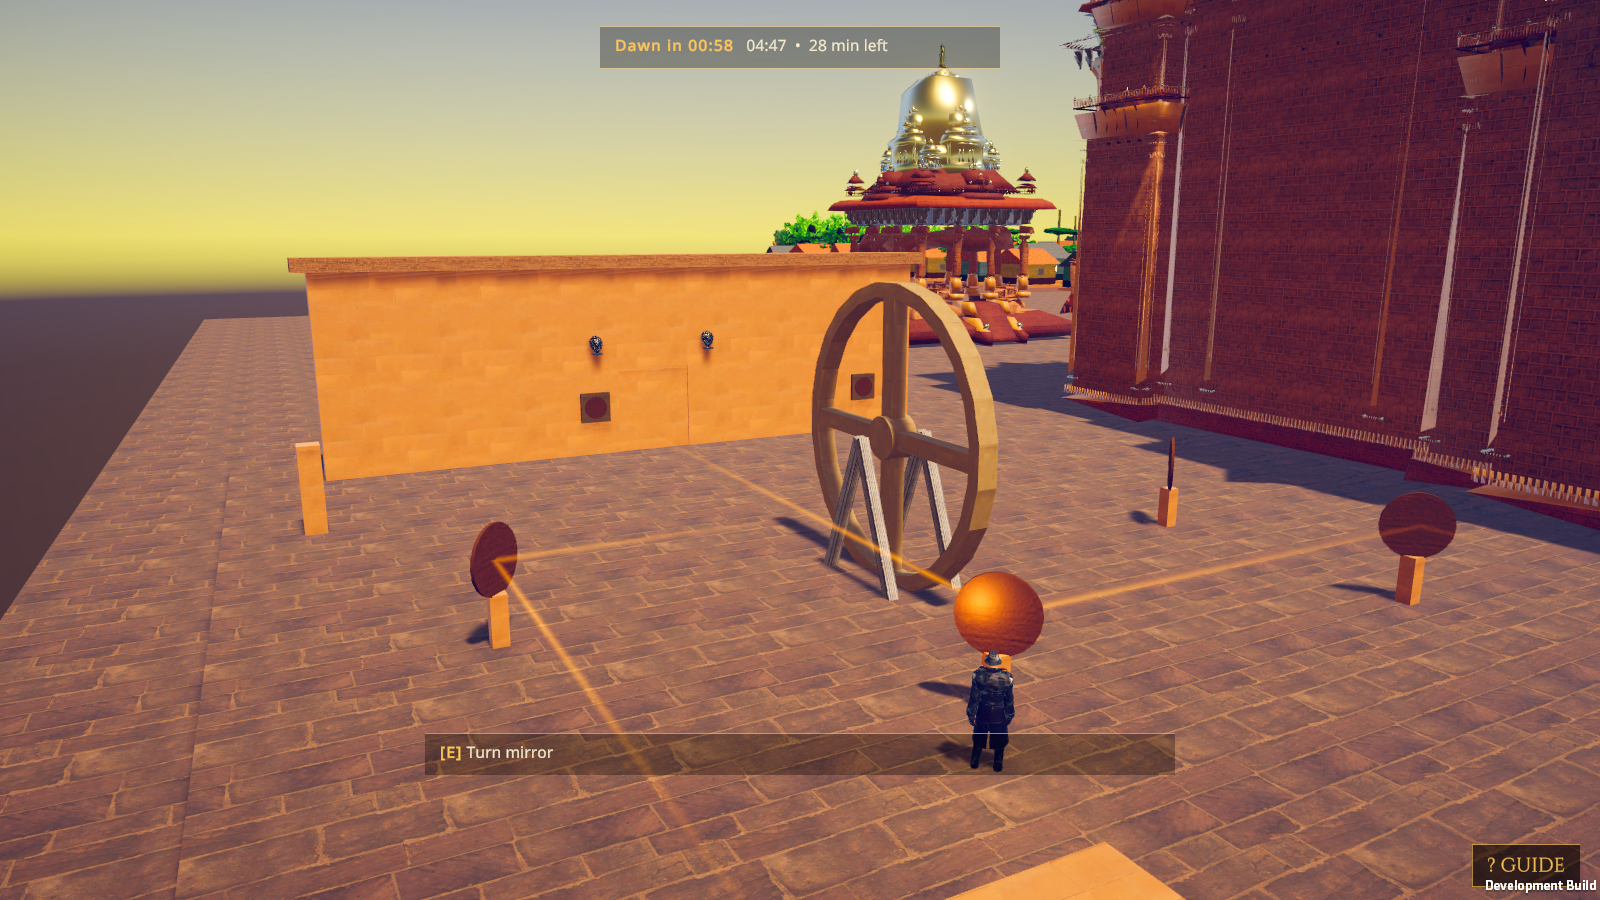 Dawn in 00:58 04:47 • 28 min left
[E] Turn mirror
? GUIDE
Development Build